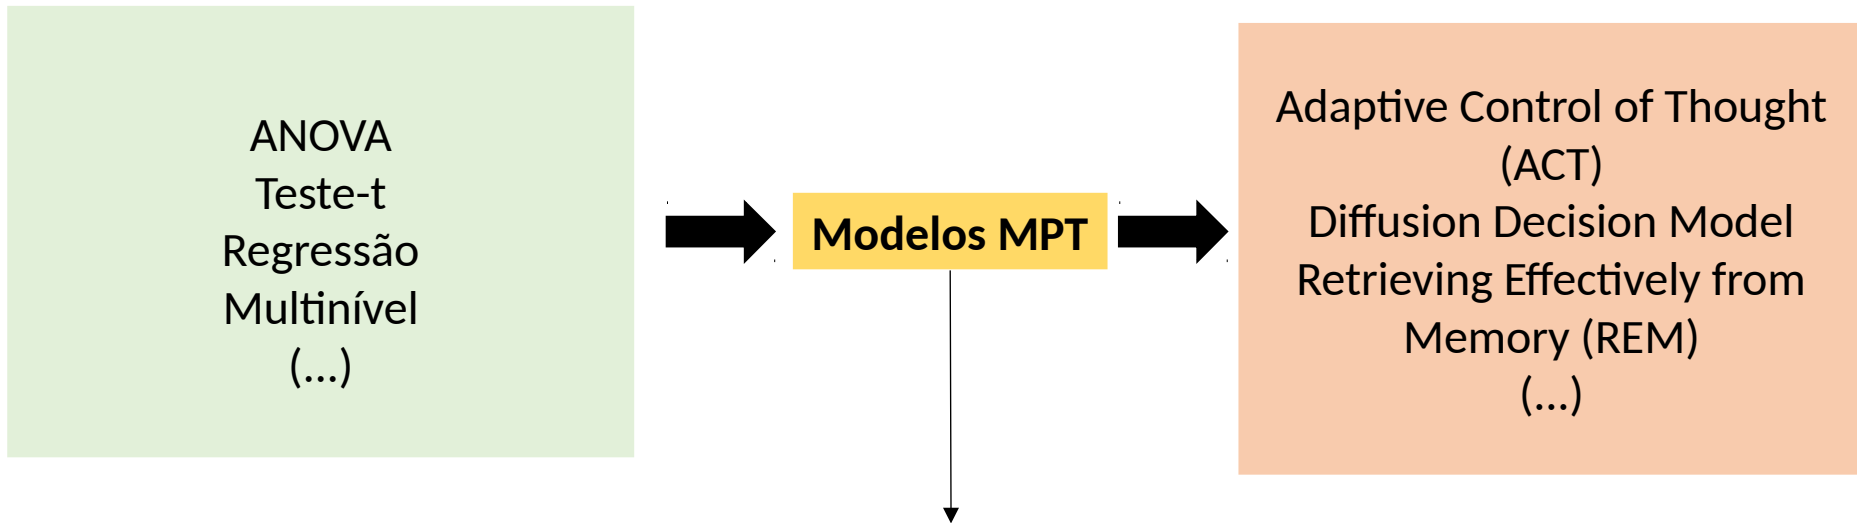 ANOVA
Teste-t
Regressão
Multinível
(...)
Modelos MPT
Adaptive Control of Thought
(ACT)
Diffusion Decision Model
Retrieving Effectively from
Memory (REM)
(...)